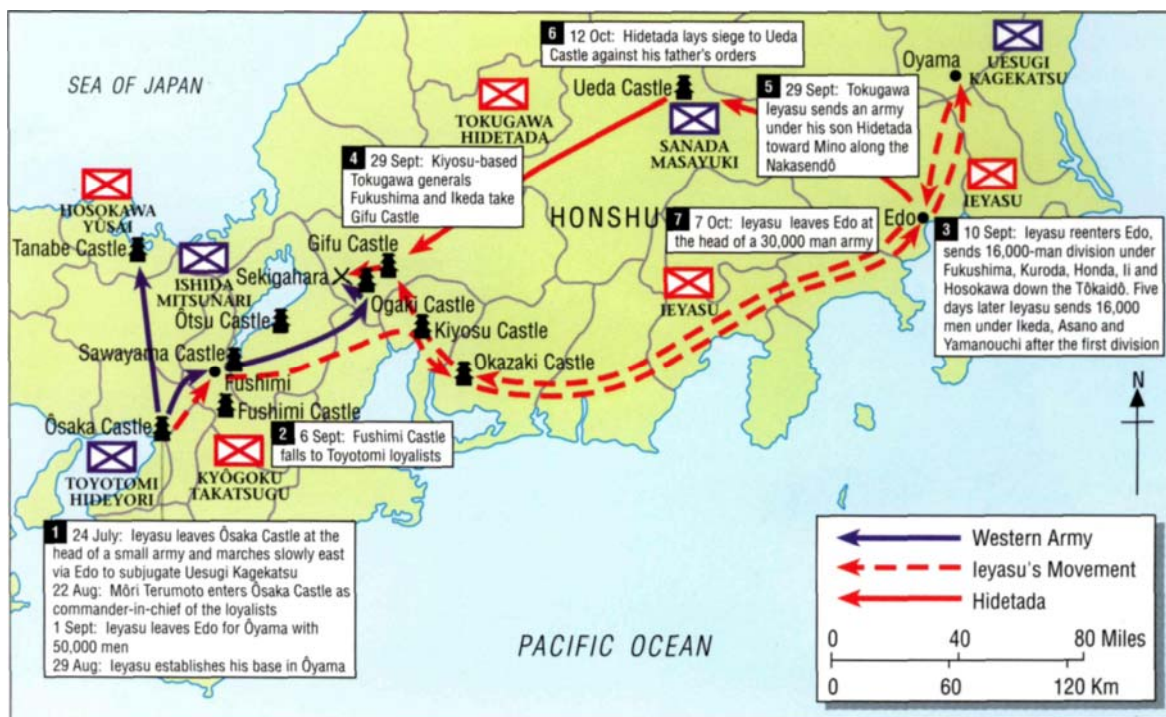 SEA OF JAPAN
6 12 Oct: Hidetada lays siege to Ueda
Castle against his father's orders
Ueda Castle
TOKUGAWA
HIDETADA
SANADA
MASAYUKI
Oyama
UESUGI
KAGEKATSU
5 29 Sept: Tokugawa
Ieyasu sends an army
under his son Hidetada
toward Mino along the
Nakasendô
4 29 Sept: Kiyosu-based
Tokugawa generals
Fukushima and Ikeda take
Gifu Castle
HOSOKAWA
YUSAI
Tanabe Castle
ISHIDA
MITSUNARI
HONSHU
IEYASU
Edo
7 7 Oct: Ieyasu leaves Edo at
the head of a 30,000 man army
IEYASU
3 10 Sept: Ieyasu reenters Edo,
sends 16,000-man division under
Fukushima, Kuroda, Honda, Ii and
Hosokawa down the Tôkaidô. Five
days later Ieyasu sends 16,000
men under Ikeda, Asano and
Yamanouchi after the first division
Gifu Castle
Sekigahara
Ogaki Castle
Ôtsu Castle
Kiyosu Castle
Sawayama Castle
Okazaki Castle
Fushimi
Fushimi Castle
Ôsaka Castle
2 6 Sept: Fushimi Castle
falls to Toyotomi loyalists
TOYOTOMI
HIDEYORI
KYÔGOKU
TAKATSUGU
1 24 July: Ieyasu leaves Ôsaka Castle at the
head of a small army and marches slowly east
via Edo to subjugate Uesugi Kagekatsu
22 Aug: Môri Terumoto enters Ôsaka Castle as
commander-in-chief of the loyalists
1 Sept: Ieyasu leaves Edo for Ôyama with
50,000 men
29 Aug: Ieyasu establishes his base in Ôyama
PACIFIC OCEAN
N
Western Army
Ieyasu's Movement
Hidetada
0 40 80 Miles
0 60 120 Km